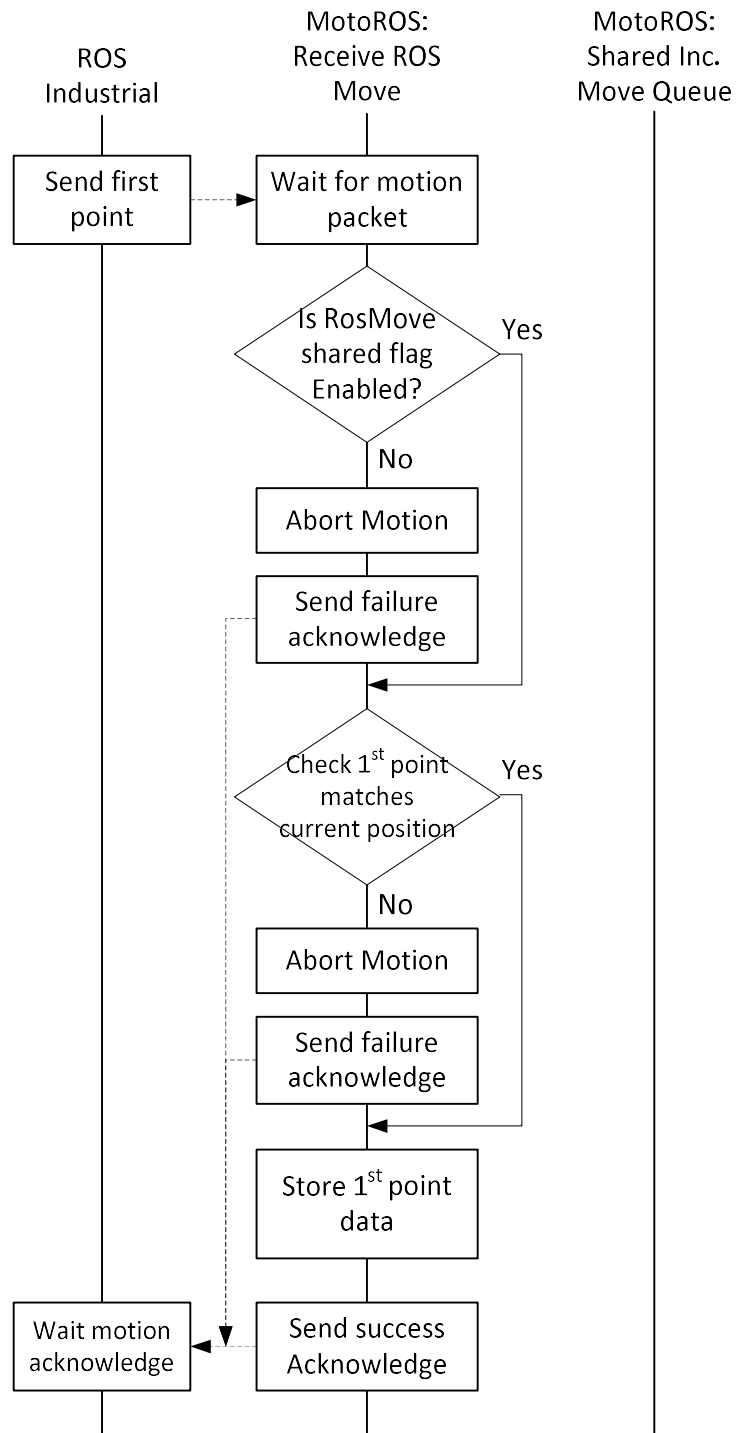 ROS
Industrial
MotoROS:
Receive ROS
Move
MotoROS:
Shared Inc.
Move Queue
Send first
point
Wait for motion
packet
Is RosMove
shared flag
Enabled?
Yes
No
Abort Motion
Send failure
acknowledge
Check 1st point
matches
current position
Yes
No
Abort Motion
Send failure
acknowledge
Store 1st point
data
Wait motion
acknowledge
Send success
Acknowledge